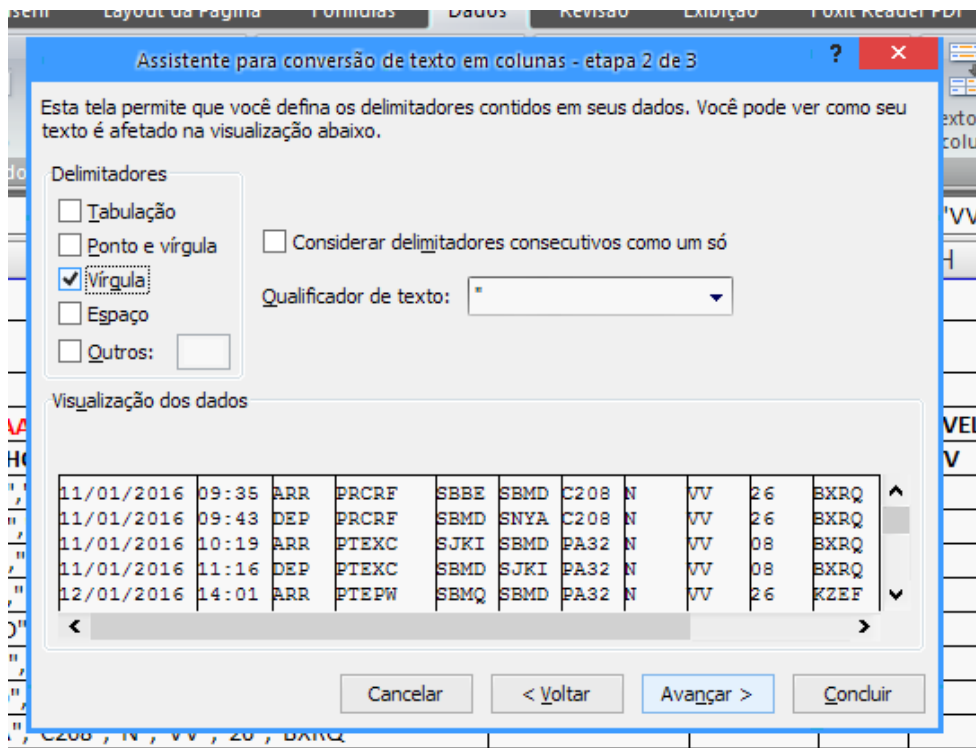 Layout da Página Fórmulas Dados Revisão Exibição Foxit Reader PDF
Assistente para conversão de texto em colunas - etapa 2 de 3 ?
Esta tela permite que você defina os delimitadores contidos em seus dados. Você pode ver como seu
texto é afetado na visualização abaixo.
Delimitadores
Tabulação
Ponto e vírgula
Considerar delimitadores consecutivos como um só
Vírgula
Qualificador de texto: "
Espaço
Outros:
Visualização dos dados
11/01/2016 09:35 ARR PRCRF SBBE SBMD C208 N VV 26 BXRQ
11/01/2016 09:43 DEP PRCRF SBMD SNYA C208 N VV 26 BXRQ
11/01/2016 10:19 ARR PTEXC SJKI SBMD PA32 N VV 08 BXRQ
11/01/2016 11:16 DEP PTEXC SBMD SJKI PA32 N VV 08 BXRQ
12/01/2016 14:01 ARR PTEPW SBMQ SBMD PA32 N VV 26 KZEF
Cancelar < Voltar Avançar > Concluir